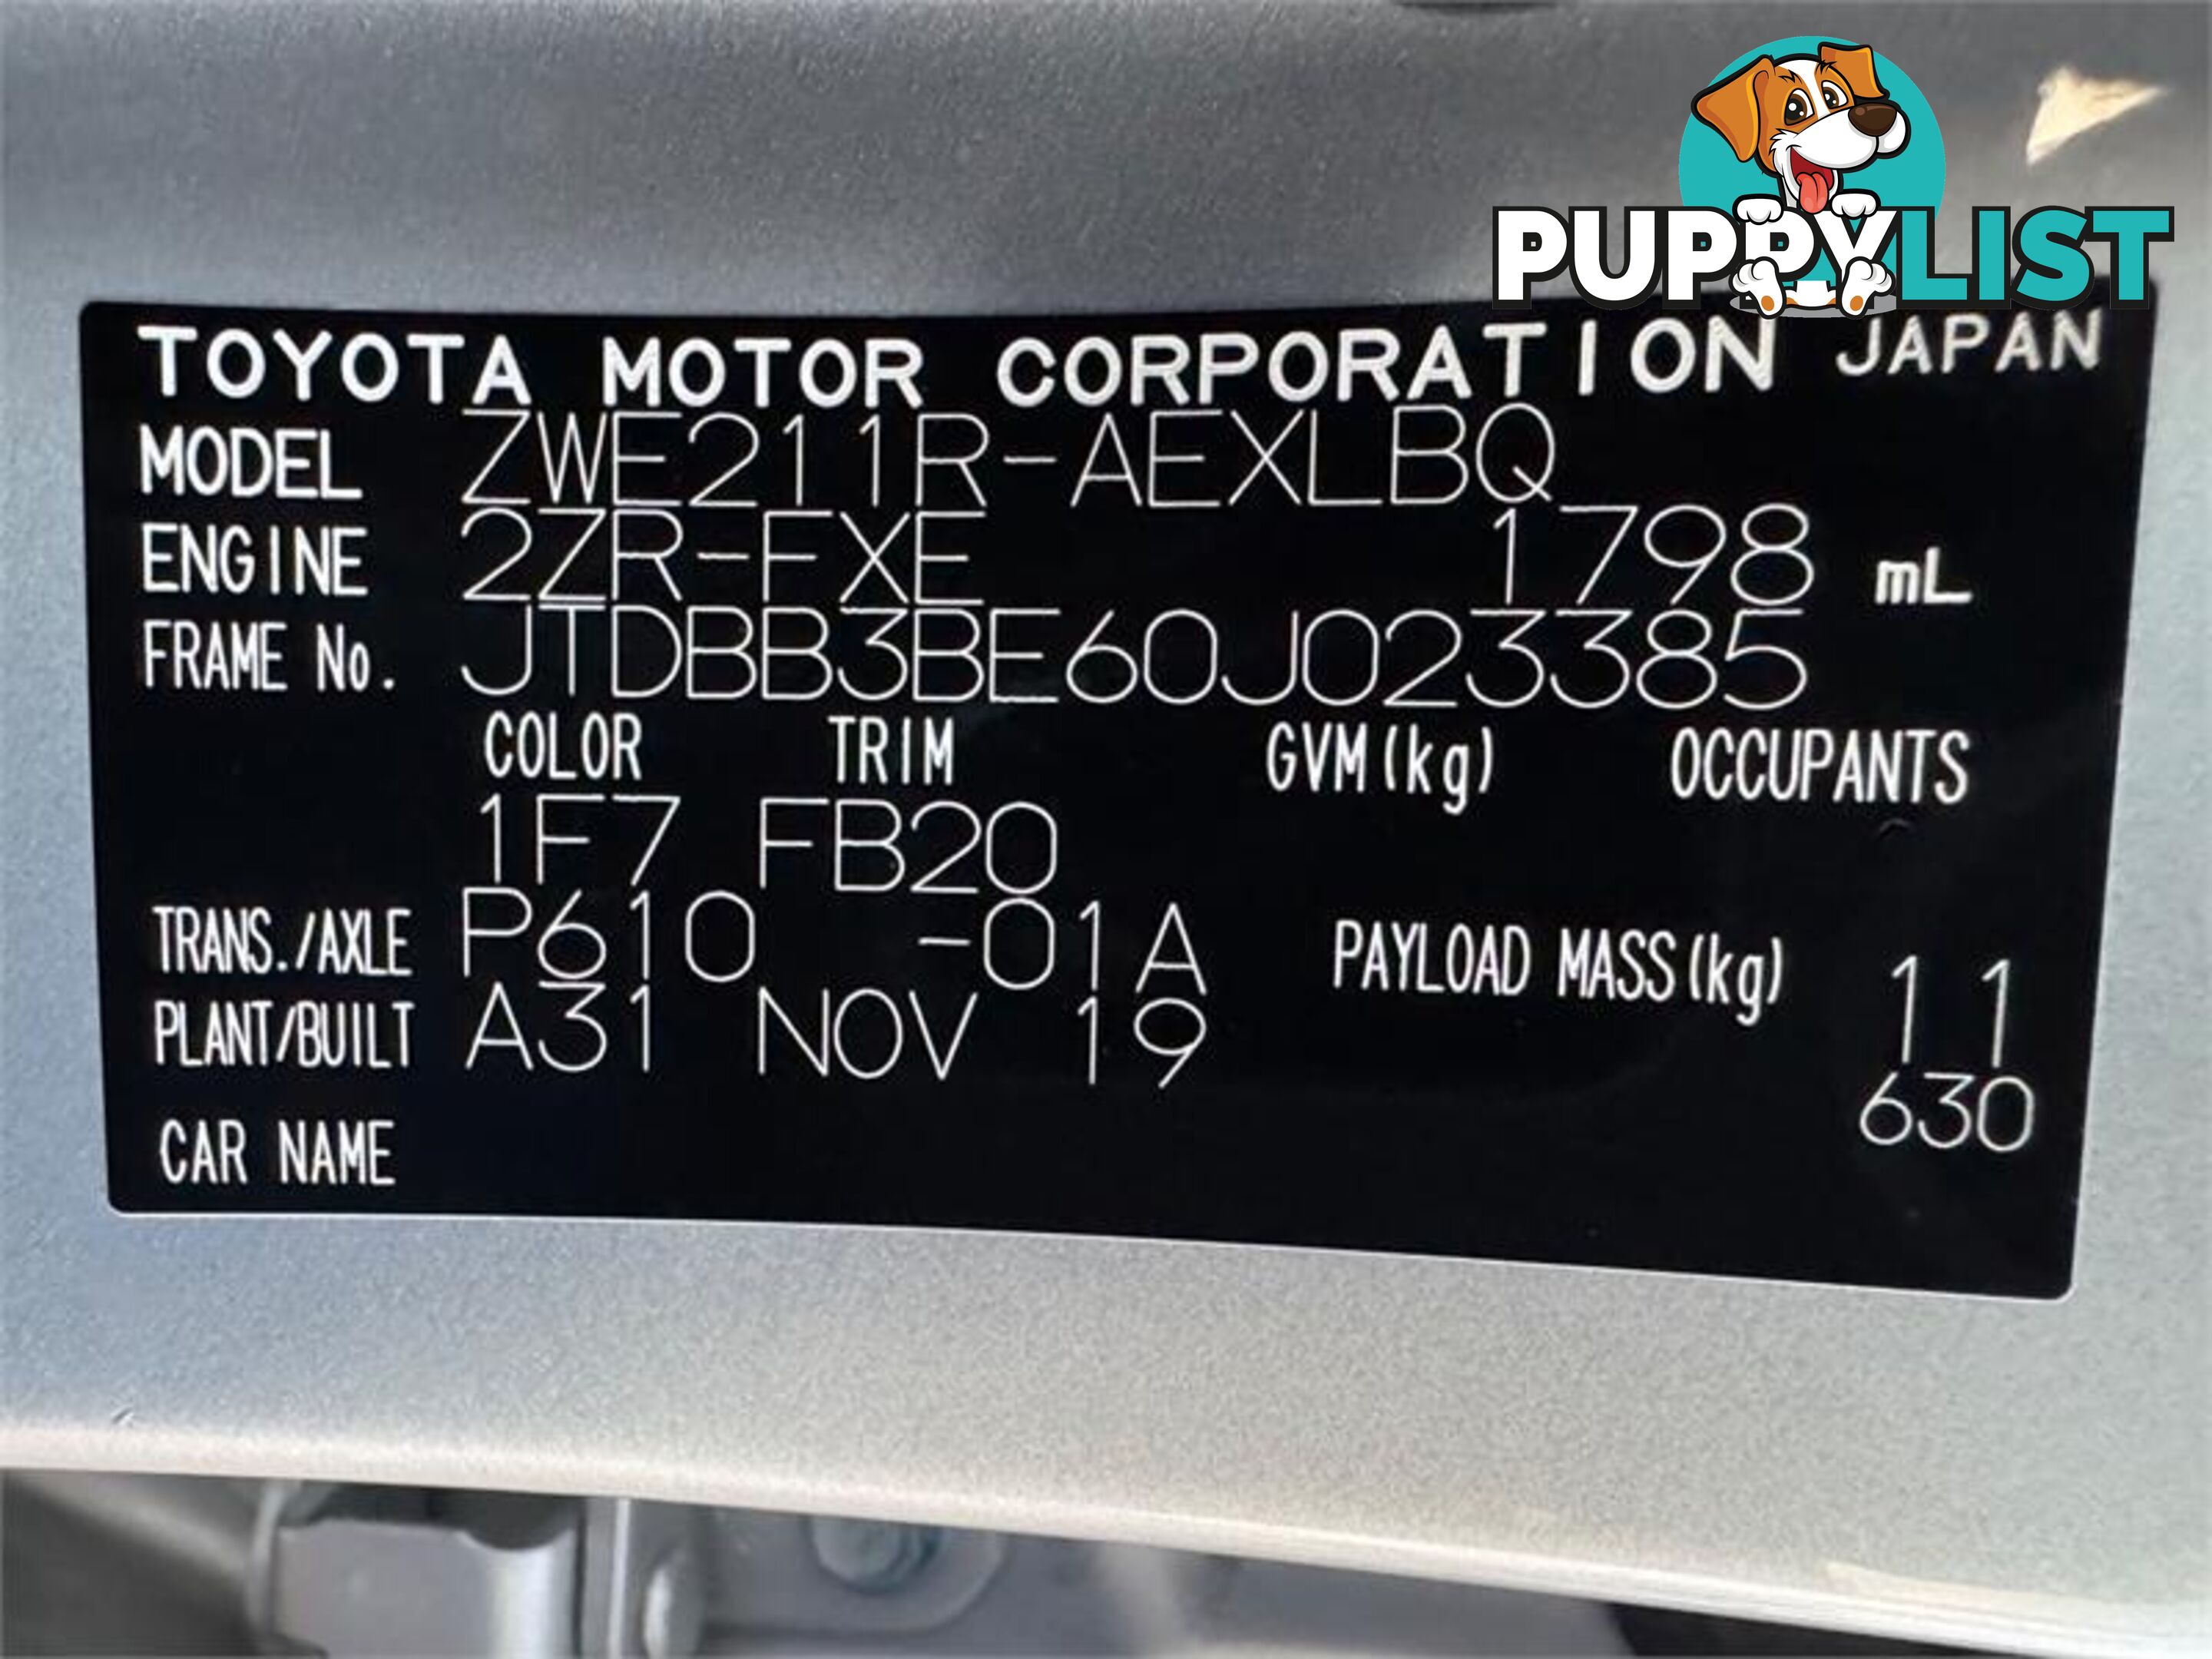 PUPPYLIST
TOYOTA MOTOR CORPORATION JAPAN
MODEL ZWE211R-AEXLBQ
ENGINE 2ZR-FXE 1798 mL
FRAME No. JTDBB3BE60J023385
COLOR TRIM GVM(kg) OCCUPANTS
1F7 FB20
TRANS./AXLE P610 -01A PAYLOAD MASS(kg) 11
PLANT/BUILT A31 NOV 19
630
CAR NAME